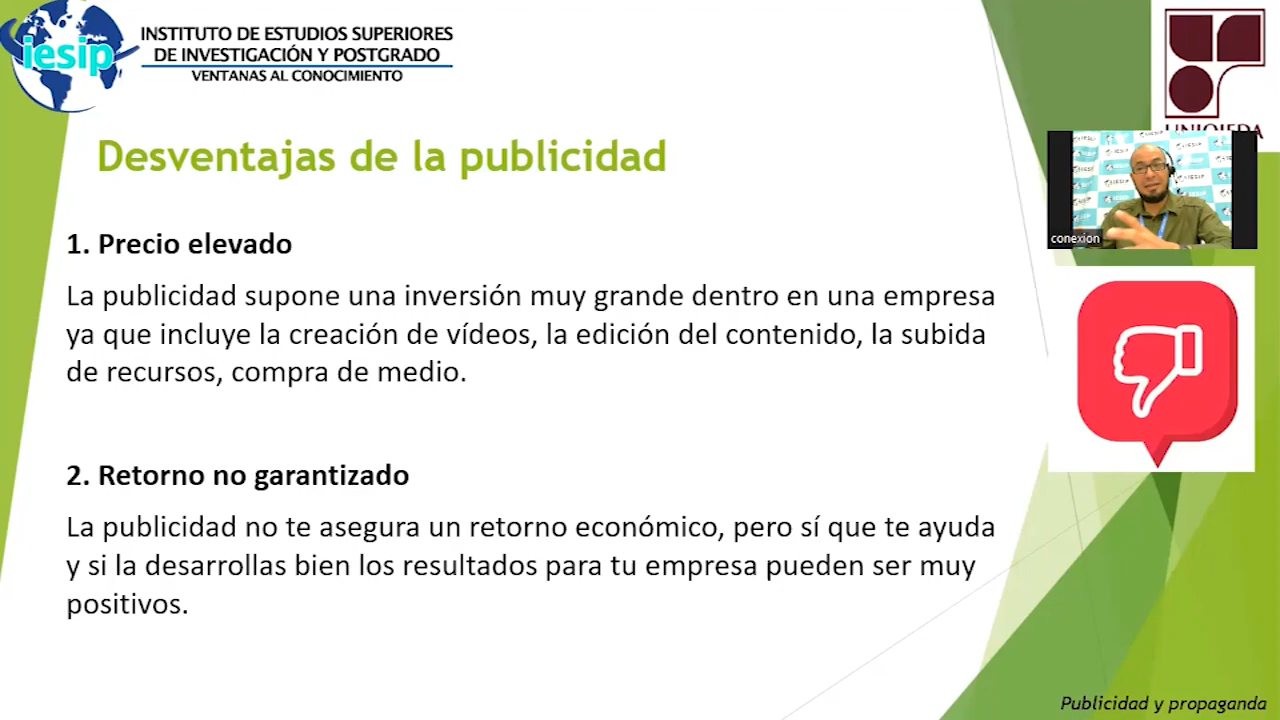 iesip
INSTITUTO DE ESTUDIOS SUPERIORES
DE INVESTIGACIÓN Y POSTGRADO
VENTANAS AL CONOCIMIENTO
Desventajas de la publicidad
conexion
1. Precio elevado
La publicidad supone una inversión muy grande dentro en una empresa
ya que incluye la creación de vídeos, la edición del contenido, la subida
de recursos, compra de medio.
2. Retorno no garantizado
La publicidad no te asegura un retorno económico, pero sí que te ayuda
y si la desarrollas bien los resultados para tu empresa pueden ser muy
positivos.
Publicidad y propaganda